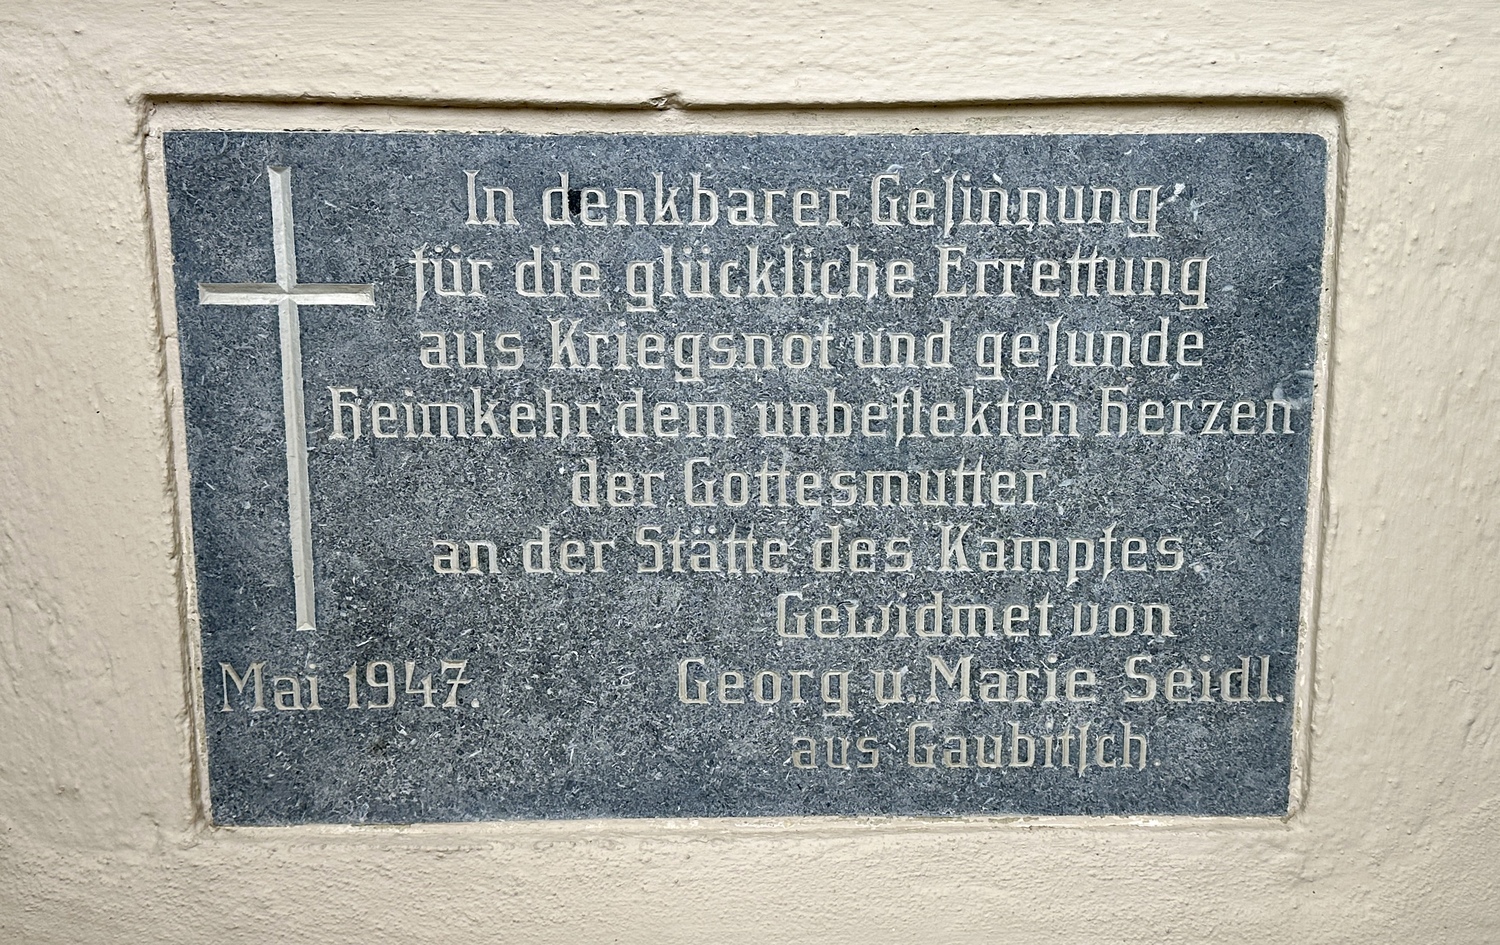 In denkbarer Geſinnung
für die glückliche Errettung
aus Kriegsnot und geſunde
Heimkehr dem unbeflekten Herzen
der Gottesmutter
an der Stätte des Kampfes
Gewidmet von
Mai 1947. Georg u. Marie Seidl.
aus Gaubitſch.